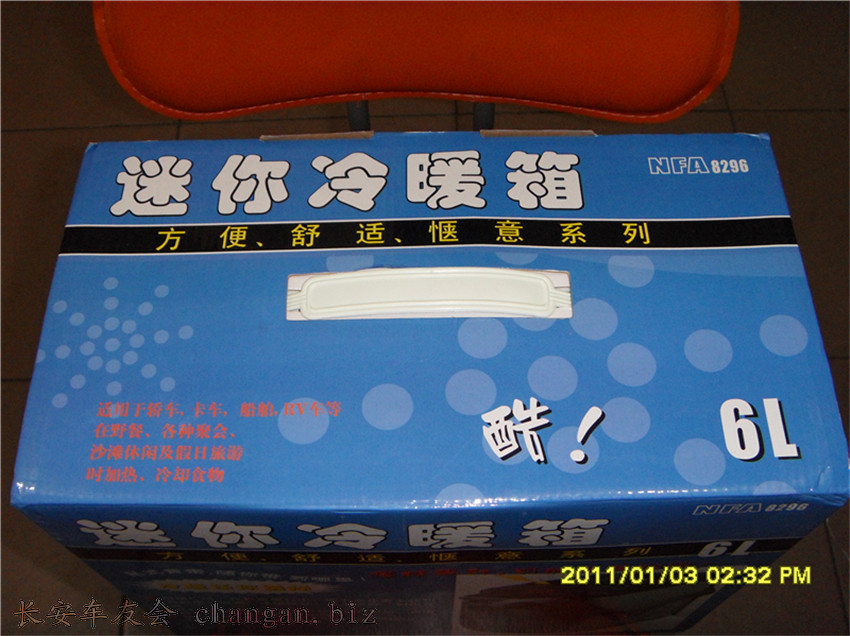 迷你冷暖箱
NFA 8296
方便、舒适、惬意系列
适用于轿车，卡车，船舶，RV车等
在野餐、各种聚会、
沙滩休闲及假日旅游
时加热、冷却食物
酷！
6L
迷你冷暖箱
NFA 8296
方便、舒适、惬意系列
6L
2011/01/03 02:32 PM
长安车友会 changan.biz